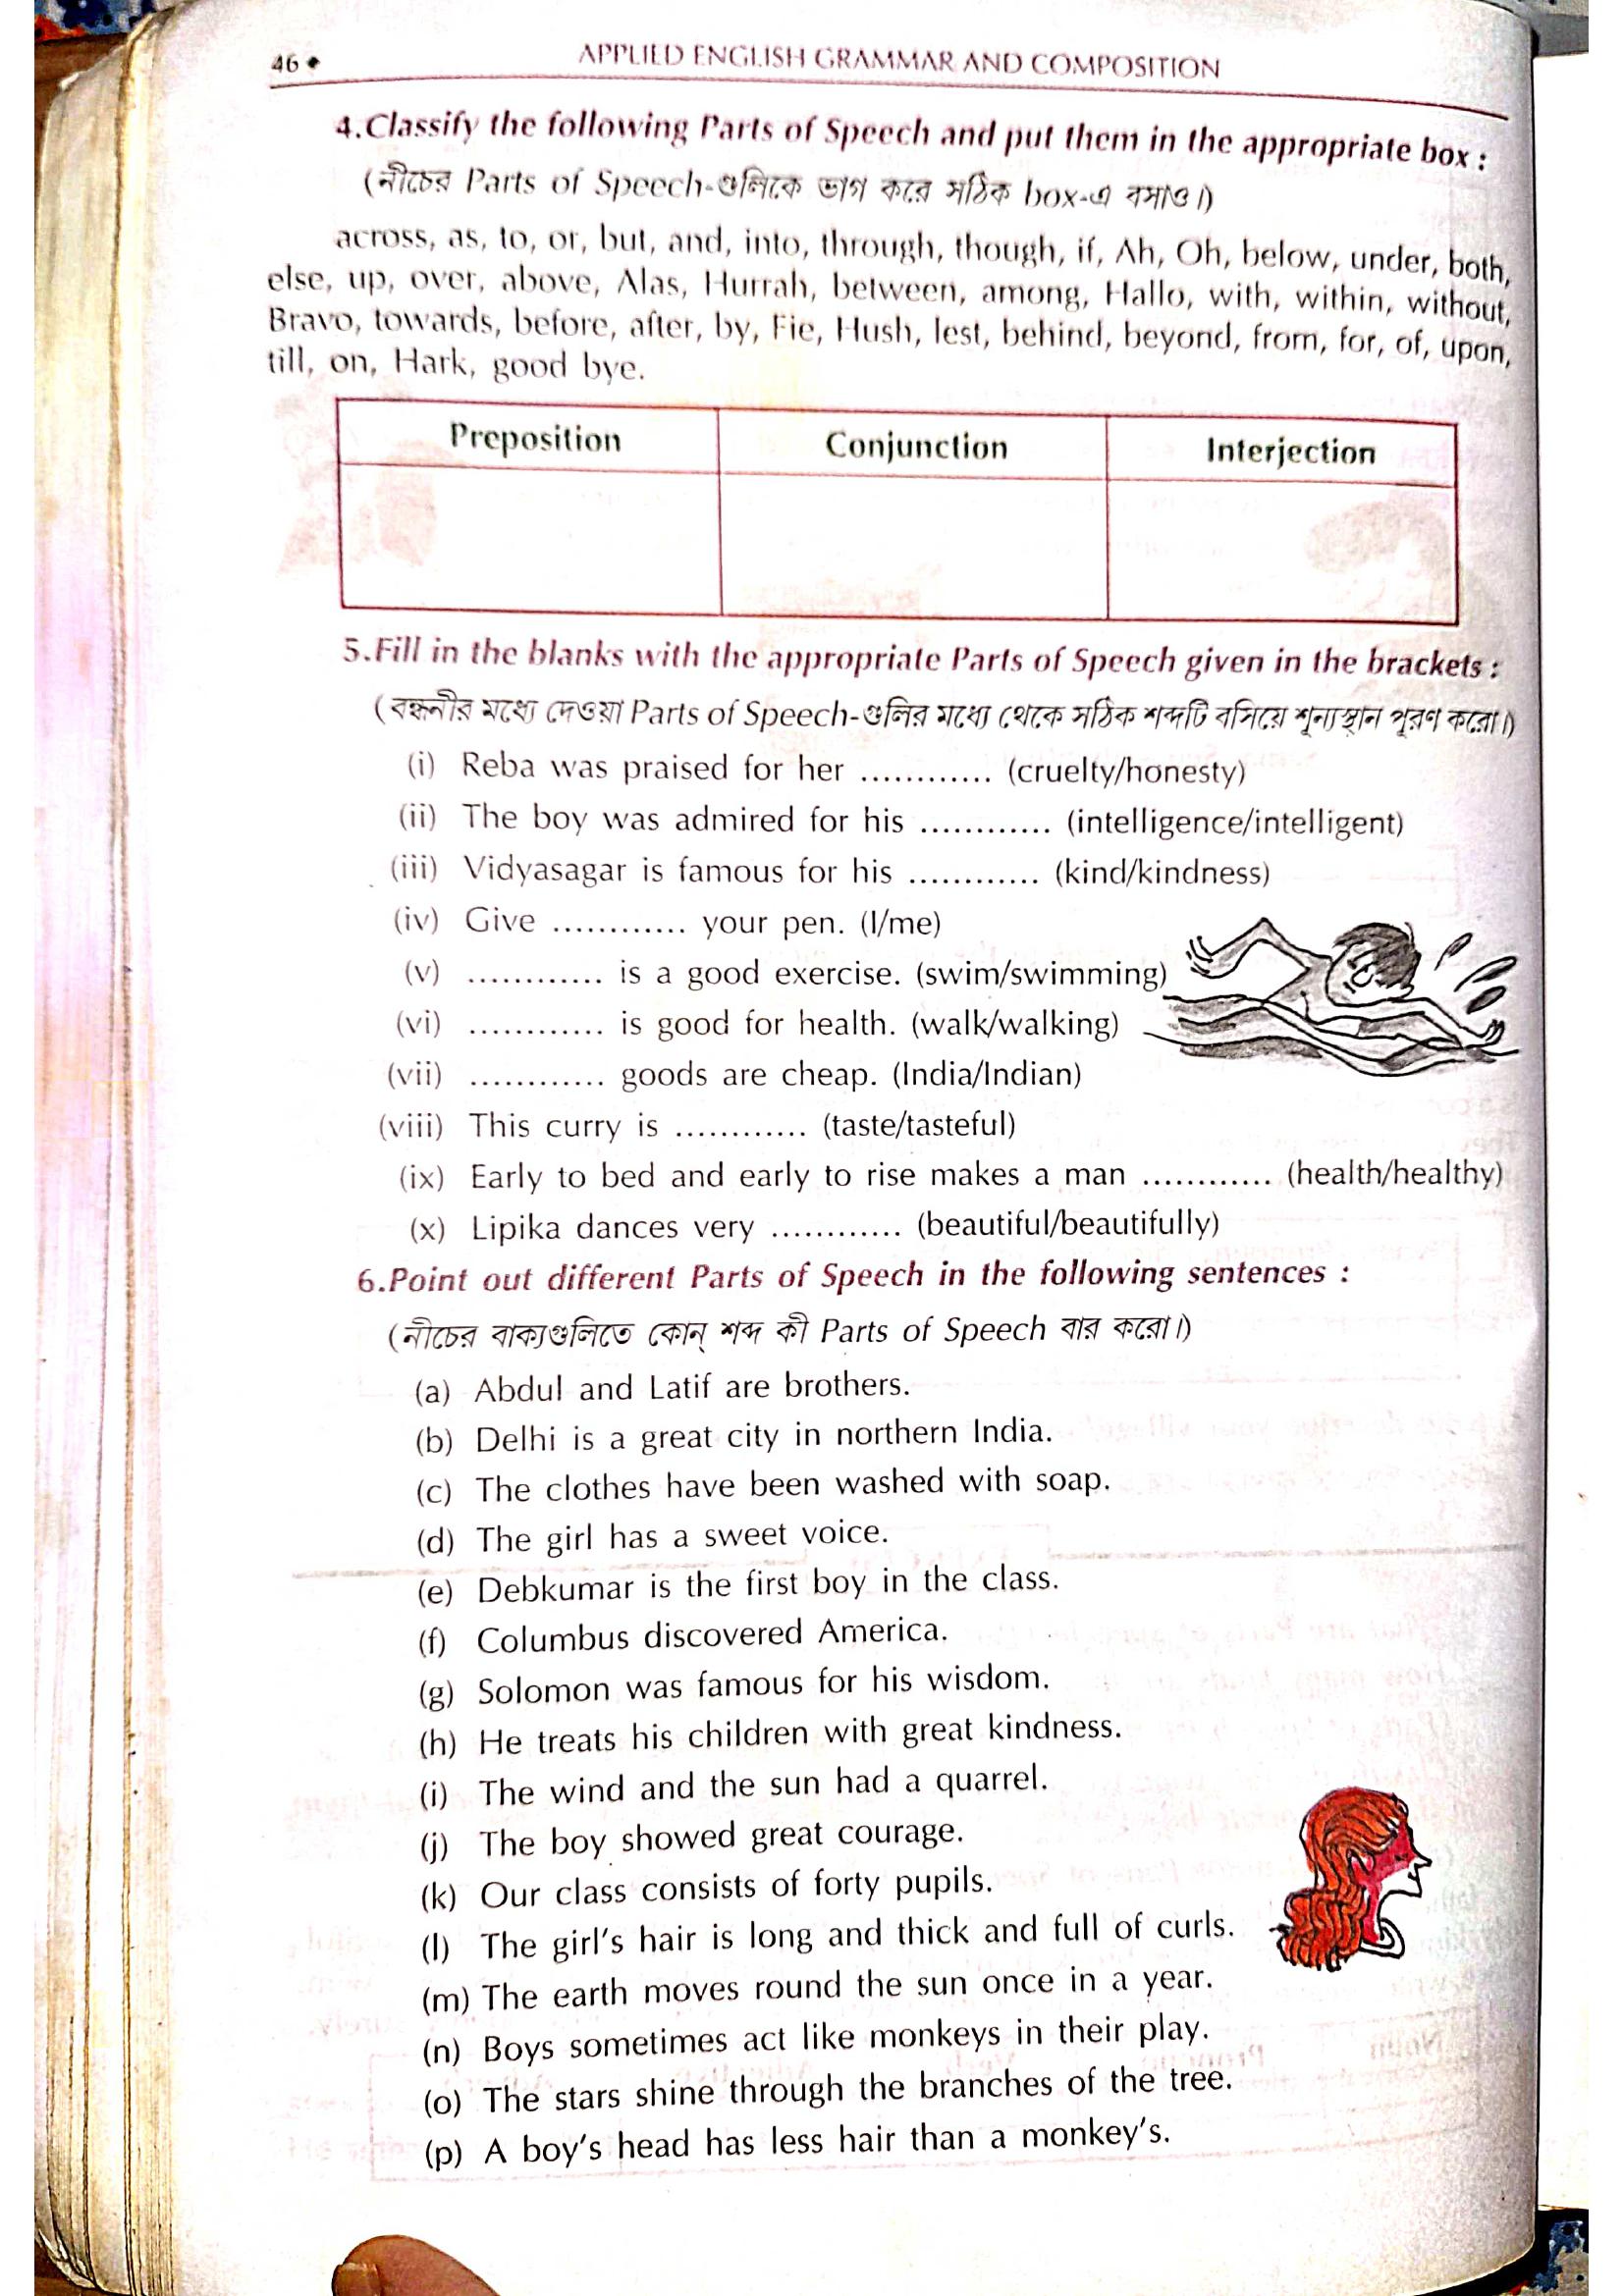 46 ◆
APPLIED ENGLISH GRAMMAR AND COMPOSITION
4.Classify the following Parts of Speech and put them in the appropriate box :
(নীচের Parts of Speech-গুলিকে ভাগ করে সঠিক box-এ বসাও।)
across, as, to, or, but, and, into, through, though, if, Ah, Oh, below, under, both,
else, up, over, above, Alas, Hurrah, between, among, Hallo, with, within, without,
Bravo, towards, before, after, by, Fie, Hush, lest, behind, beyond, from, for, of, upon,
till, on, Hark, good bye.
Preposition Conjunction Interjection
5.Fill in the blanks with the appropriate Parts of Speech given in the brackets :
(বন্ধনীর মধ্যে দেওয়া Parts of Speech-গুলির মধ্যে থেকে সঠিক শব্দটি বসিয়ে শূন্যস্থান পূরণ করো।)
(i) Reba was praised for her ............ (cruelty/honesty)
(ii) The boy was admired for his ............ (intelligence/intelligent)
(iii) Vidyasagar is famous for his ............ (kind/kindness)
(iv) Give ............ your pen. (I/me)
(v) ............ is a good exercise. (swim/swimming)
(vi) ............ is good for health. (walk/walking)
(vii) ............ goods are cheap. (India/Indian)
(viii) This curry is ............ (taste/tasteful)
(ix) Early to bed and early to rise makes a man ............ (health/healthy)
(x) Lipika dances very ............ (beautiful/beautifully)
6.Point out different Parts of Speech in the following sentences :
(নীচের বাক্যগুলিতে কোন্ শব্দ কী Parts of Speech বার করো।)
(a) Abdul and Latif are brothers.
(b) Delhi is a great city in northern India.
(c) The clothes have been washed with soap.
(d) The girl has a sweet voice.
(e) Debkumar is the first boy in the class.
(f) Columbus discovered America.
(g) Solomon was famous for his wisdom.
(h) He treats his children with great kindness.
(i) The wind and the sun had a quarrel.
(j) The boy showed great courage.
(k) Our class consists of forty pupils.
(l) The girl's hair is long and thick and full of curls.
(m) The earth moves round the sun once in a year.
(n) Boys sometimes act like monkeys in their play.
(o) The stars shine through the branches of the tree.
(p) A boy's head has less hair than a monkey's.